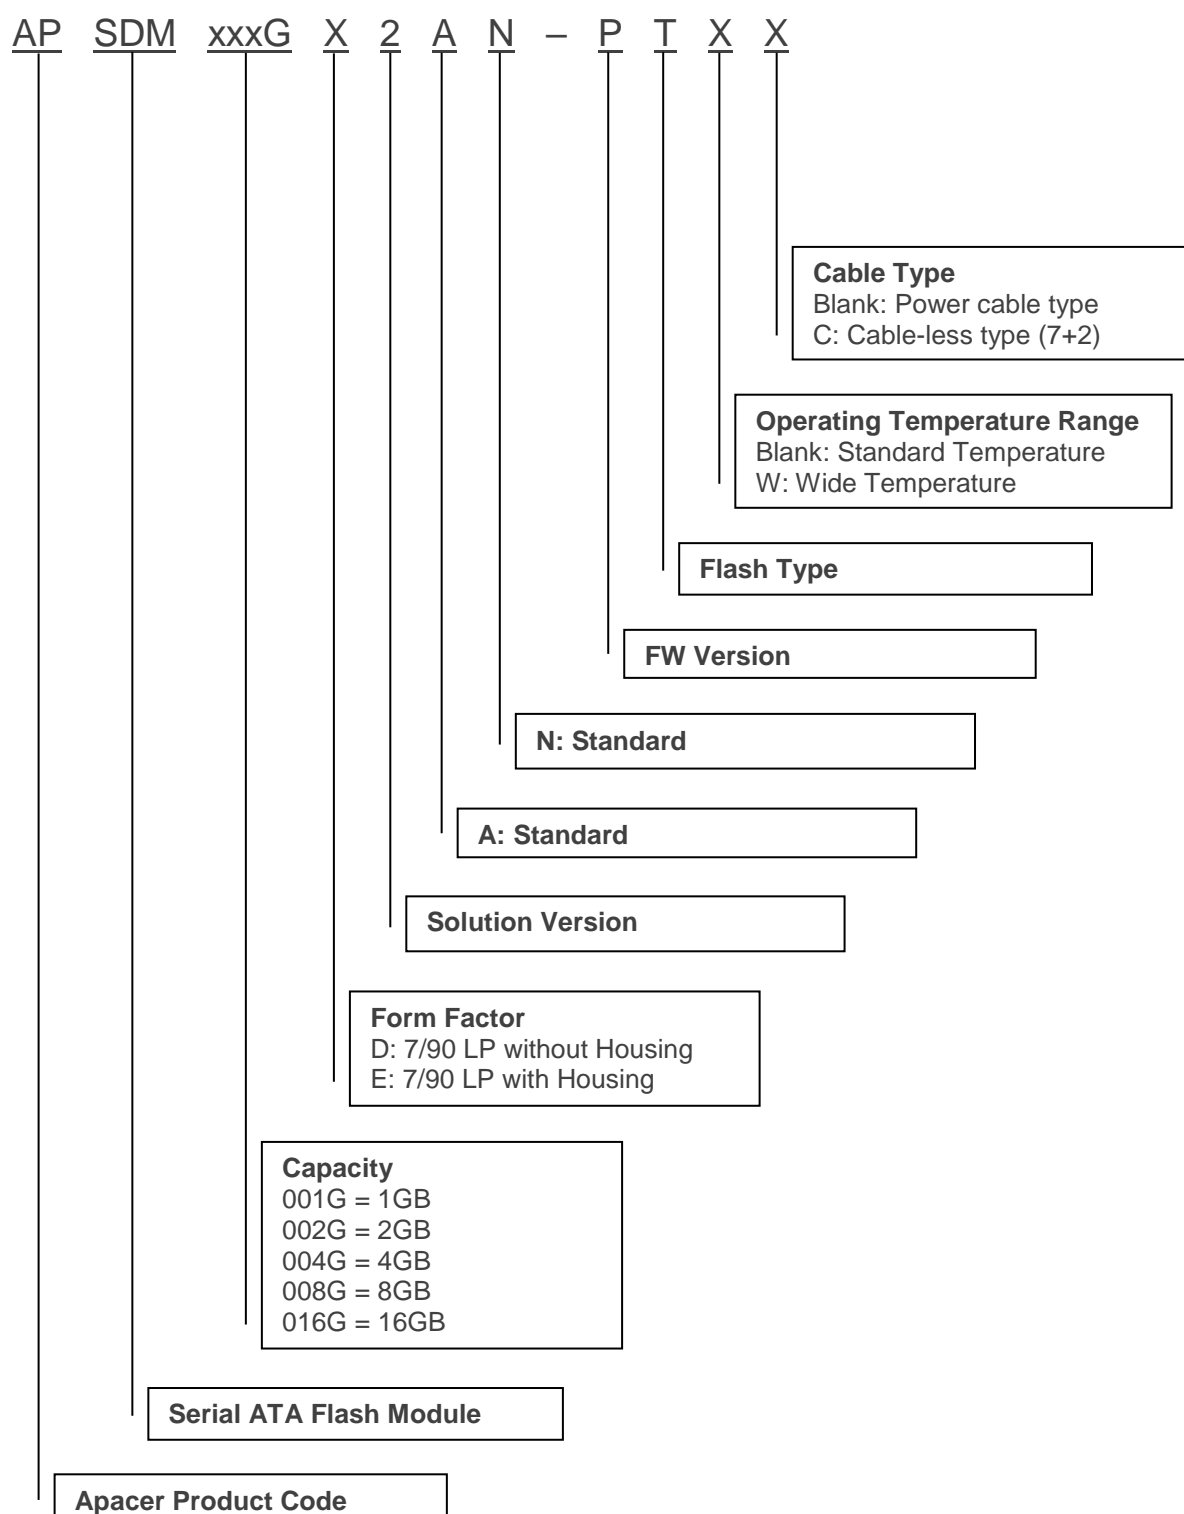 AP SDM xxxG X 2 A N – P T X X
Cable Type
Blank: Power cable type
C: Cable-less type (7+2)
Operating Temperature Range
Blank: Standard Temperature
W: Wide Temperature
Flash Type
FW Version
N: Standard
A: Standard
Solution Version
Form Factor
D: 7/90 LP without Housing
E: 7/90 LP with Housing
Capacity
001G = 1GB
002G = 2GB
004G = 4GB
008G = 8GB
016G = 16GB
Serial ATA Flash Module
Apacer Product Code